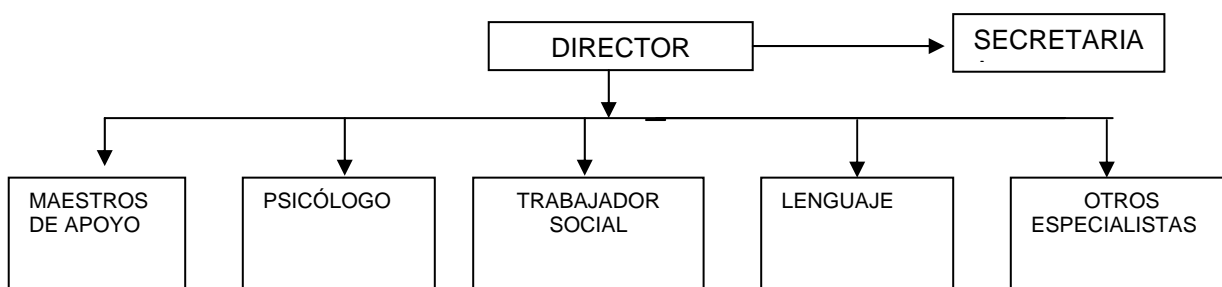 DIRECTOR
SECRETARIA
MAESTROS
DE APOYO
PSICÓLOGO
TRABAJADOR
SOCIAL
LENGUAJE
OTROS
ESPECIALISTAS